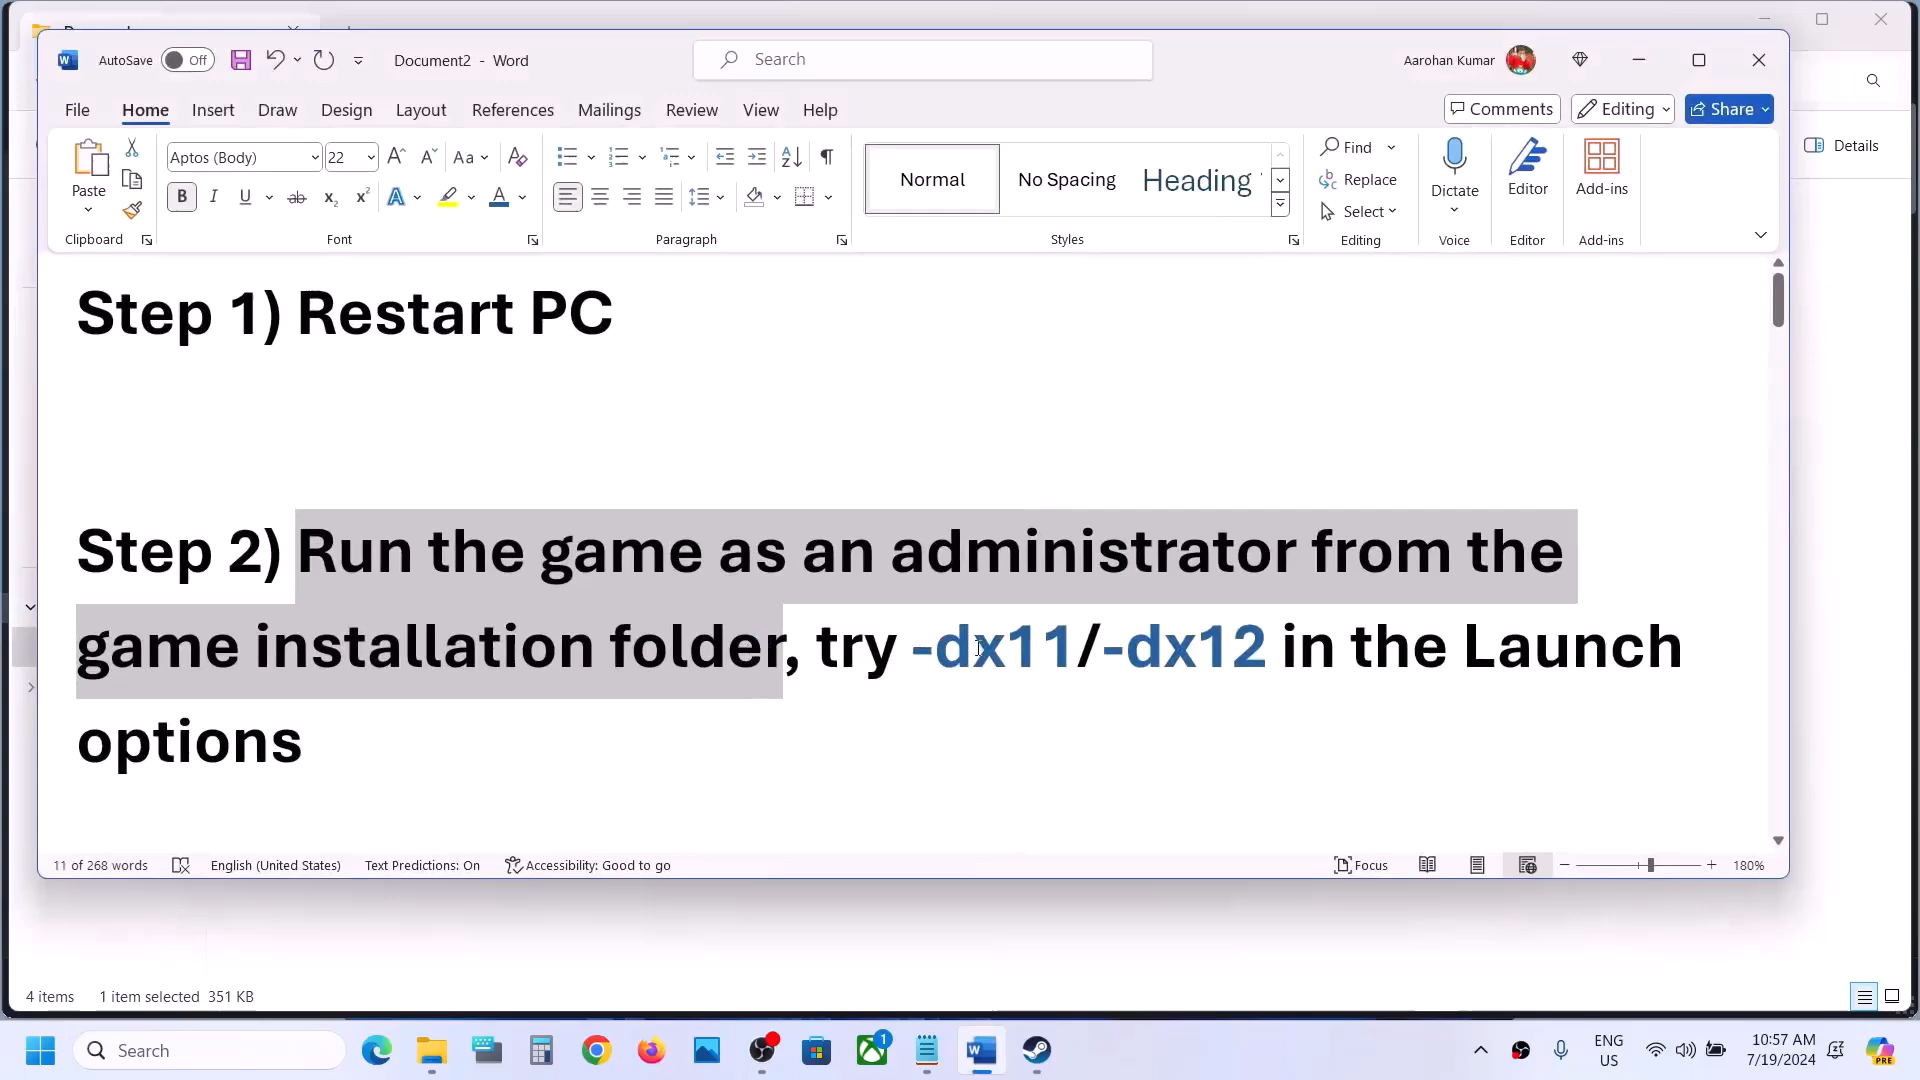 AutoSave Off Document2 - Word Search Aarohan Kumar
File Home Insert Draw Design Layout References Mailings Review View Help Comments Editing Share
Paste Aptos (Body) 22 Normal No Spacing Heading Find Replace Select Dictate Editor Add-ins Details
Clipboard Font Paragraph Styles Editing Voice Editor Add-ins
Step 1) Restart PC
Step 2) Run the game as an administrator from the
game installation folder, try -dx11/-dx12 in the Launch
options
11 of 268 words English (United States) Text Predictions: On Accessibility: Good to go Focus 180%
4 items 1 item selected 351 KB
Search ENG US 10:57 AM 7/19/2024